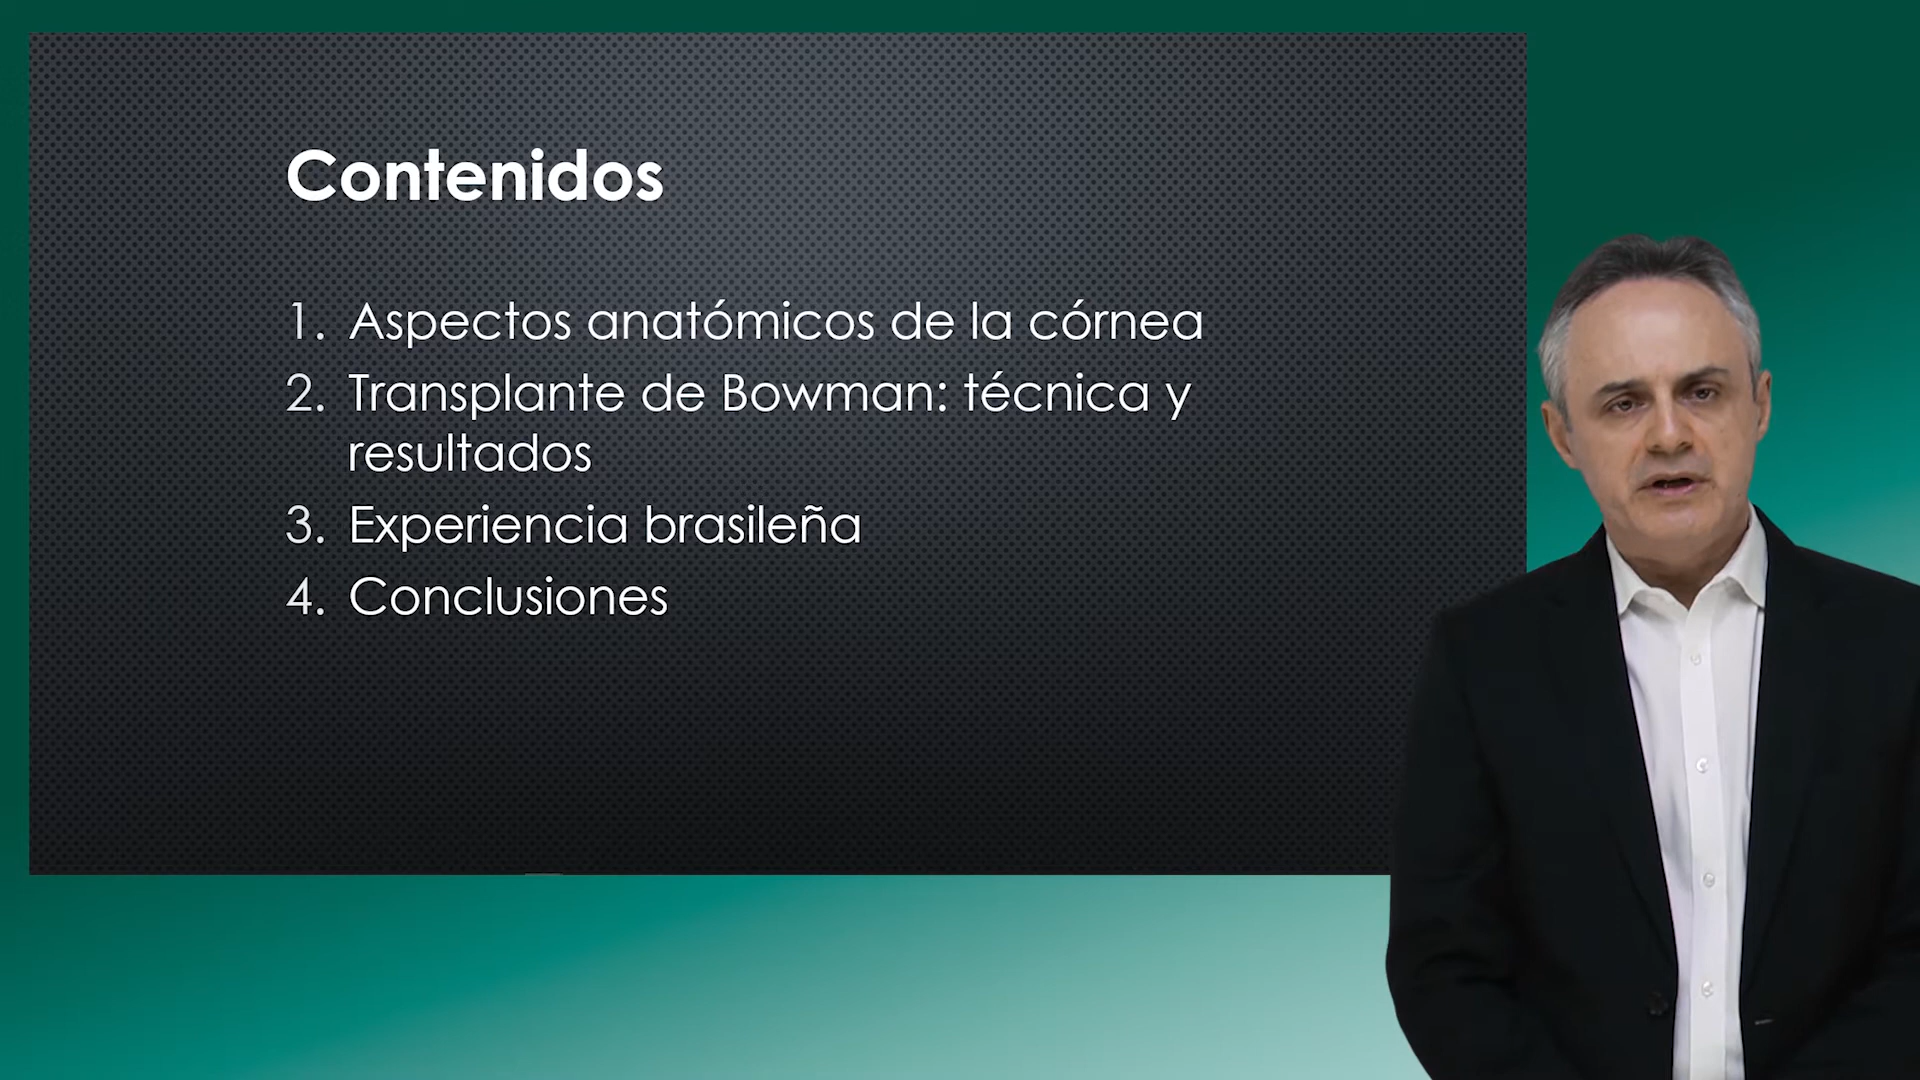 Contenidos
1. Aspectos anatómicos de la córnea
2. Transplante de Bowman: técnica y
resultados
3. Experiencia brasileña
4. Conclusiones